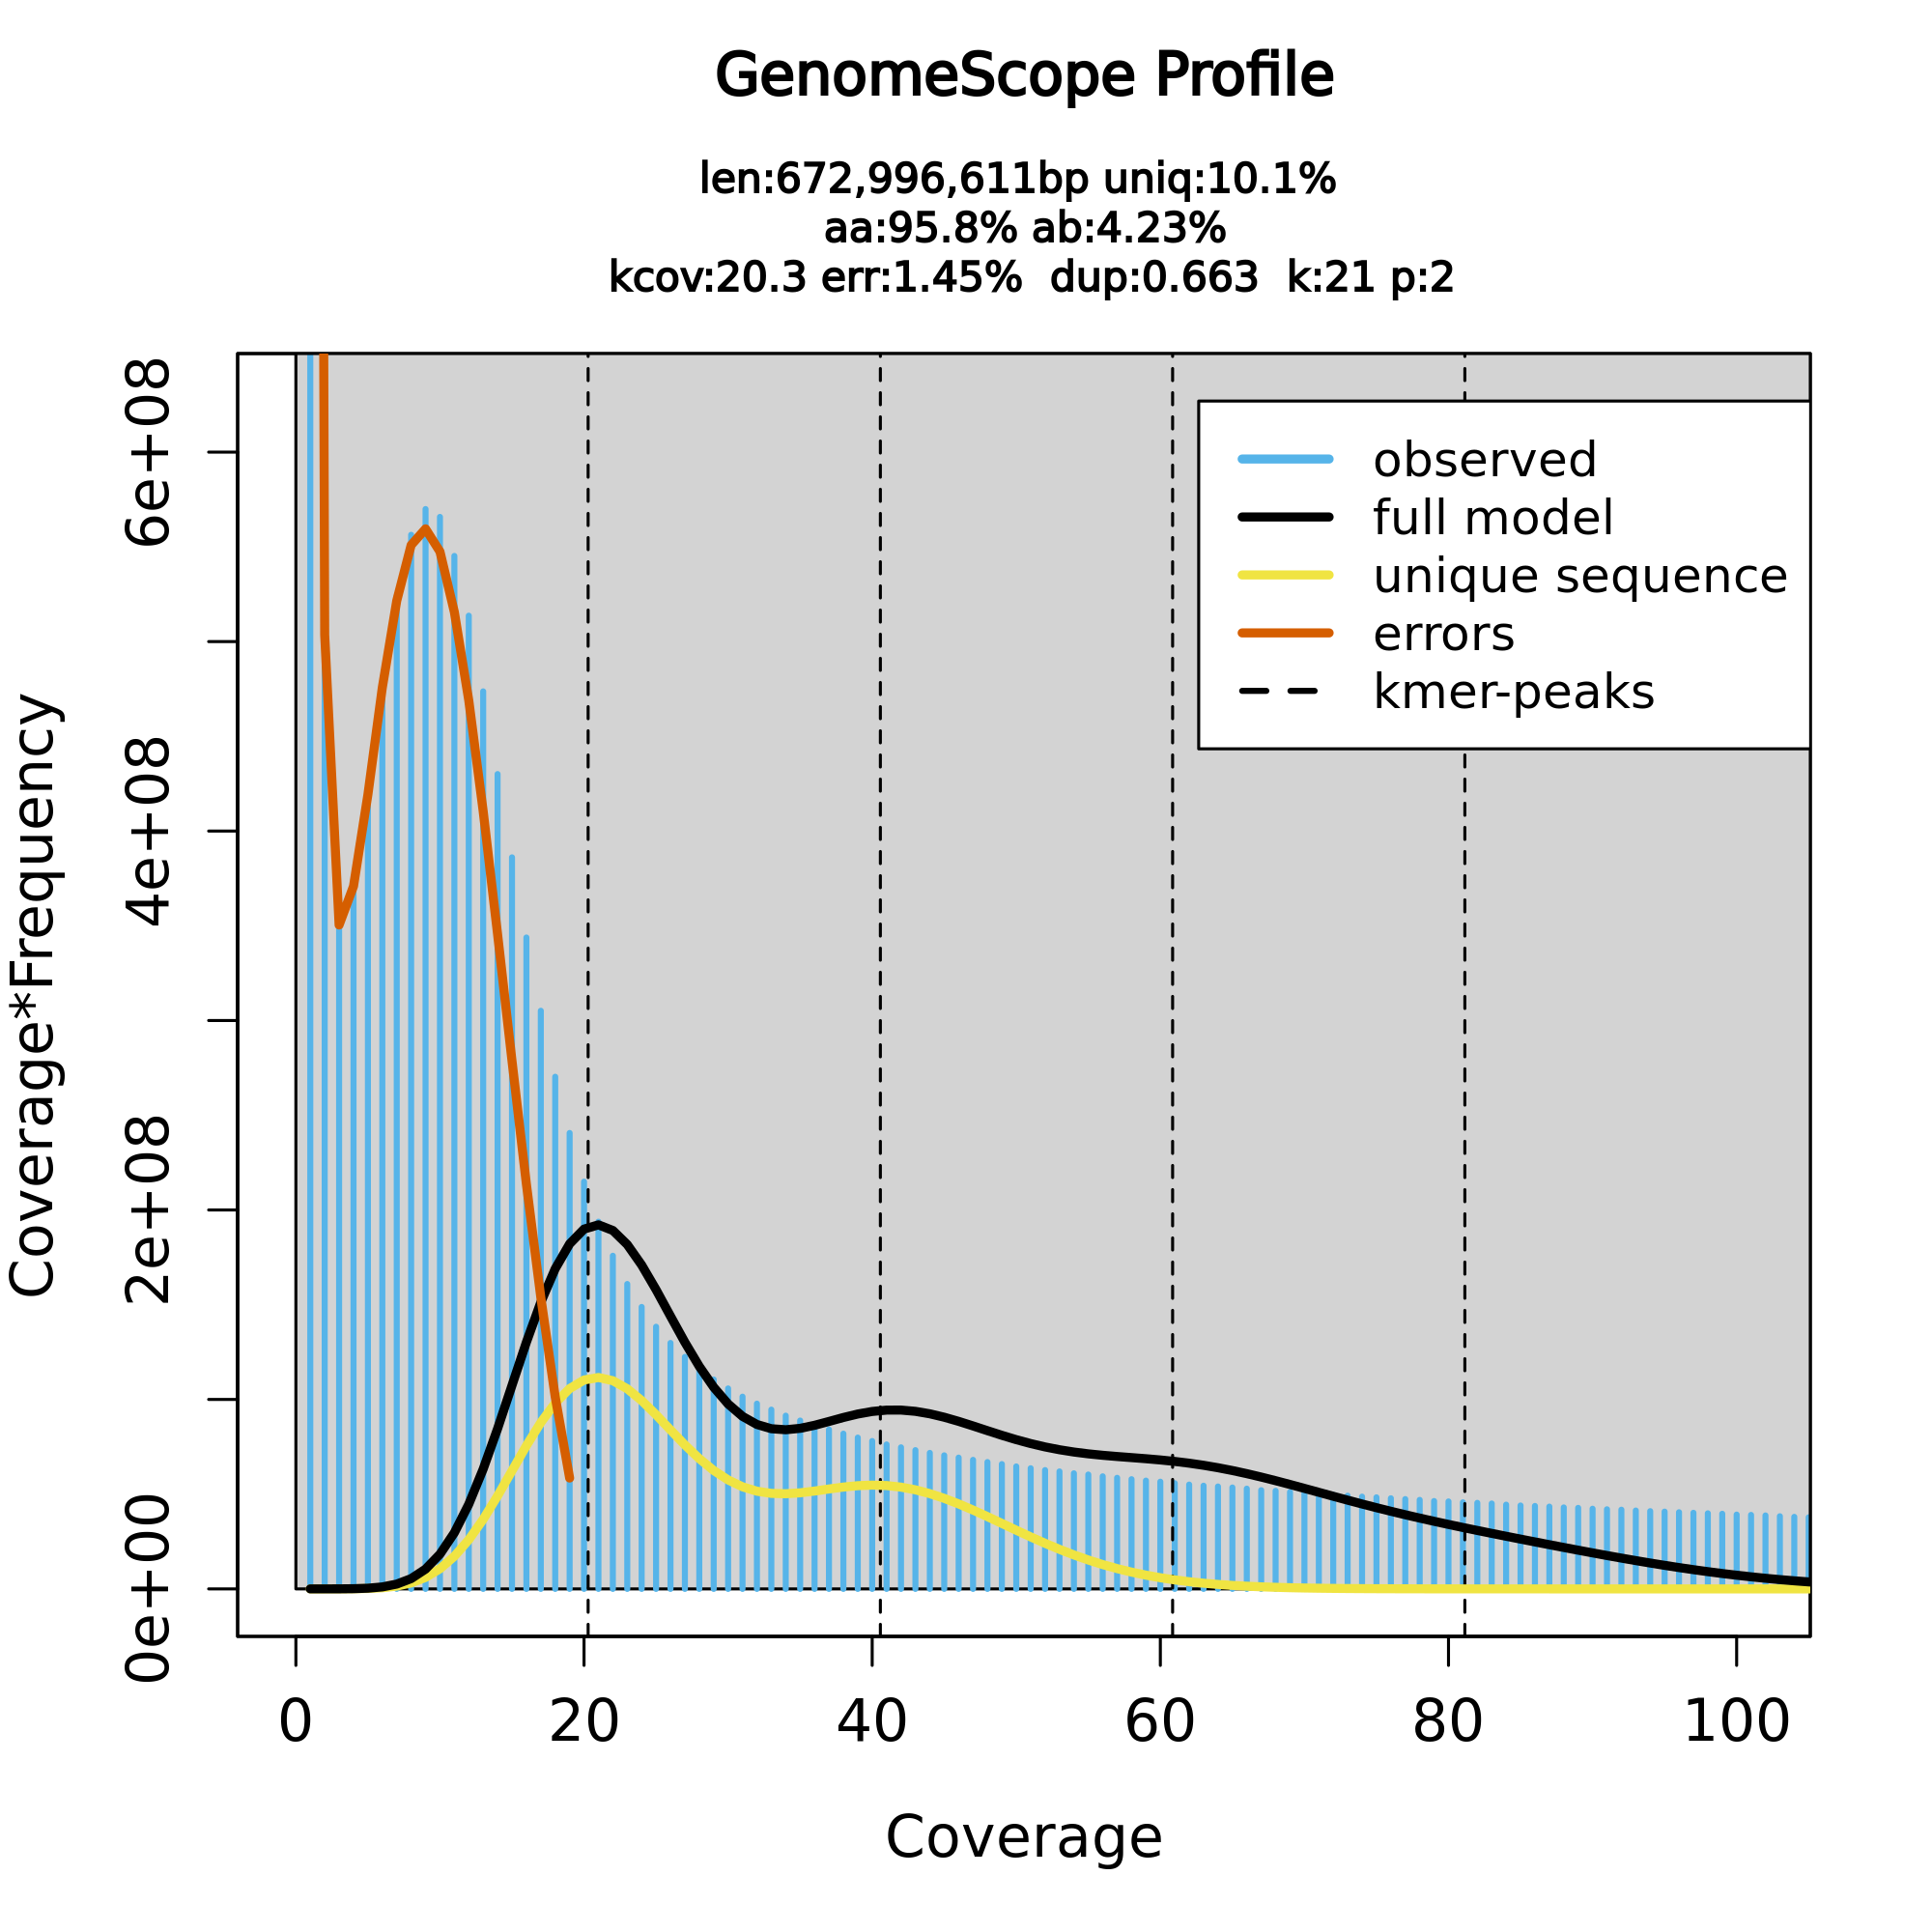 GenomeScope Profile
len:672,996,611bp uniq:10.1%
aa:95.8% ab:4.23%
kcov:20.3 err:1.45% dup:0.663 k:21 p:2
observed
full model
unique sequence
errors
kmer-peaks
Coverage*Frequency
6e+08
4e+08
2e+08
0e+00
0 20 40 60 80 100
Coverage